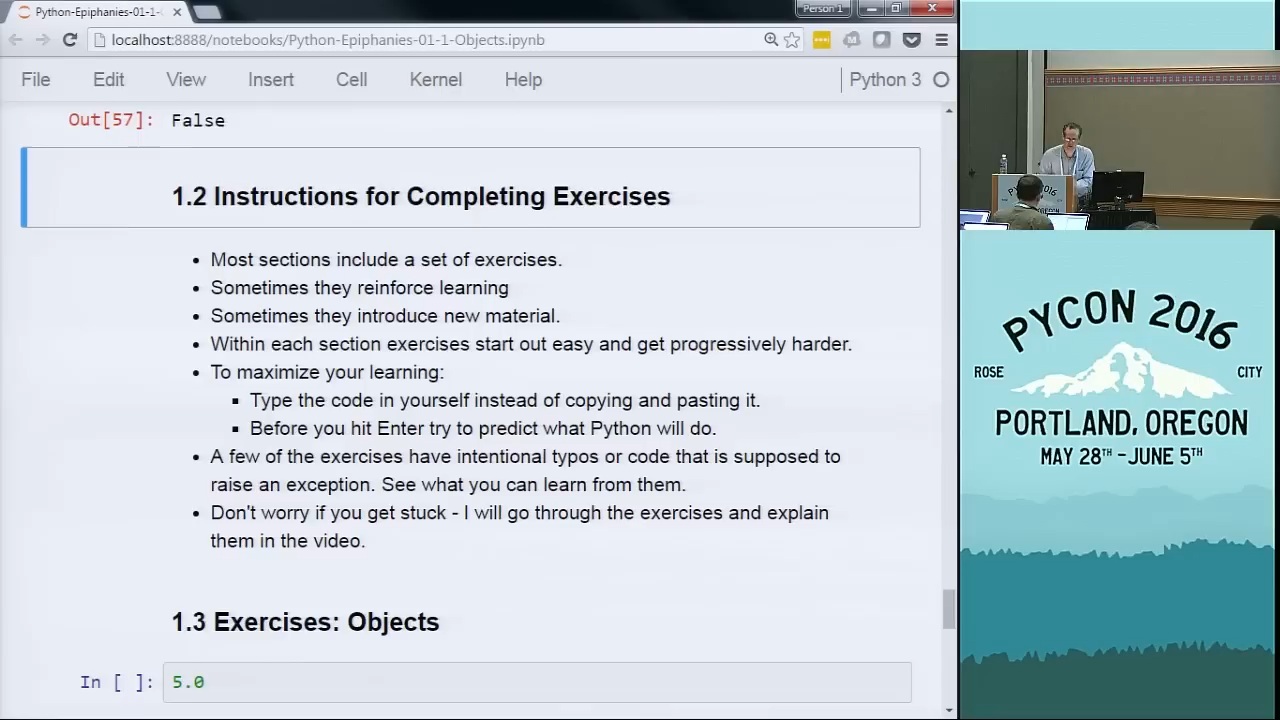 Python-Epiphanies-01-1-
Person 1
localhost:8888/notebooks/Python-Epiphanies-01-1-Objects.ipynb
File Edit View Insert Cell Kernel Help Python 3
Out[57]: False
1.2 Instructions for Completing Exercises
• Most sections include a set of exercises.
• Sometimes they reinforce learning
• Sometimes they introduce new material.
• Within each section exercises start out easy and get progressively harder.
• To maximize your learning:
▪ Type the code in yourself instead of copying and pasting it.
▪ Before you hit Enter try to predict what Python will do.
• A few of the exercises have intentional typos or code that is supposed to
raise an exception. See what you can learn from them.
• Don't worry if you get stuck - I will go through the exercises and explain
them in the video.
1.3 Exercises: Objects
In [ ]: 5.0
PYCON 2016
OREGON
PYCON 2016
ROSE CITY
PORTLAND, OREGON
MAY 28TH -JUNE 5TH